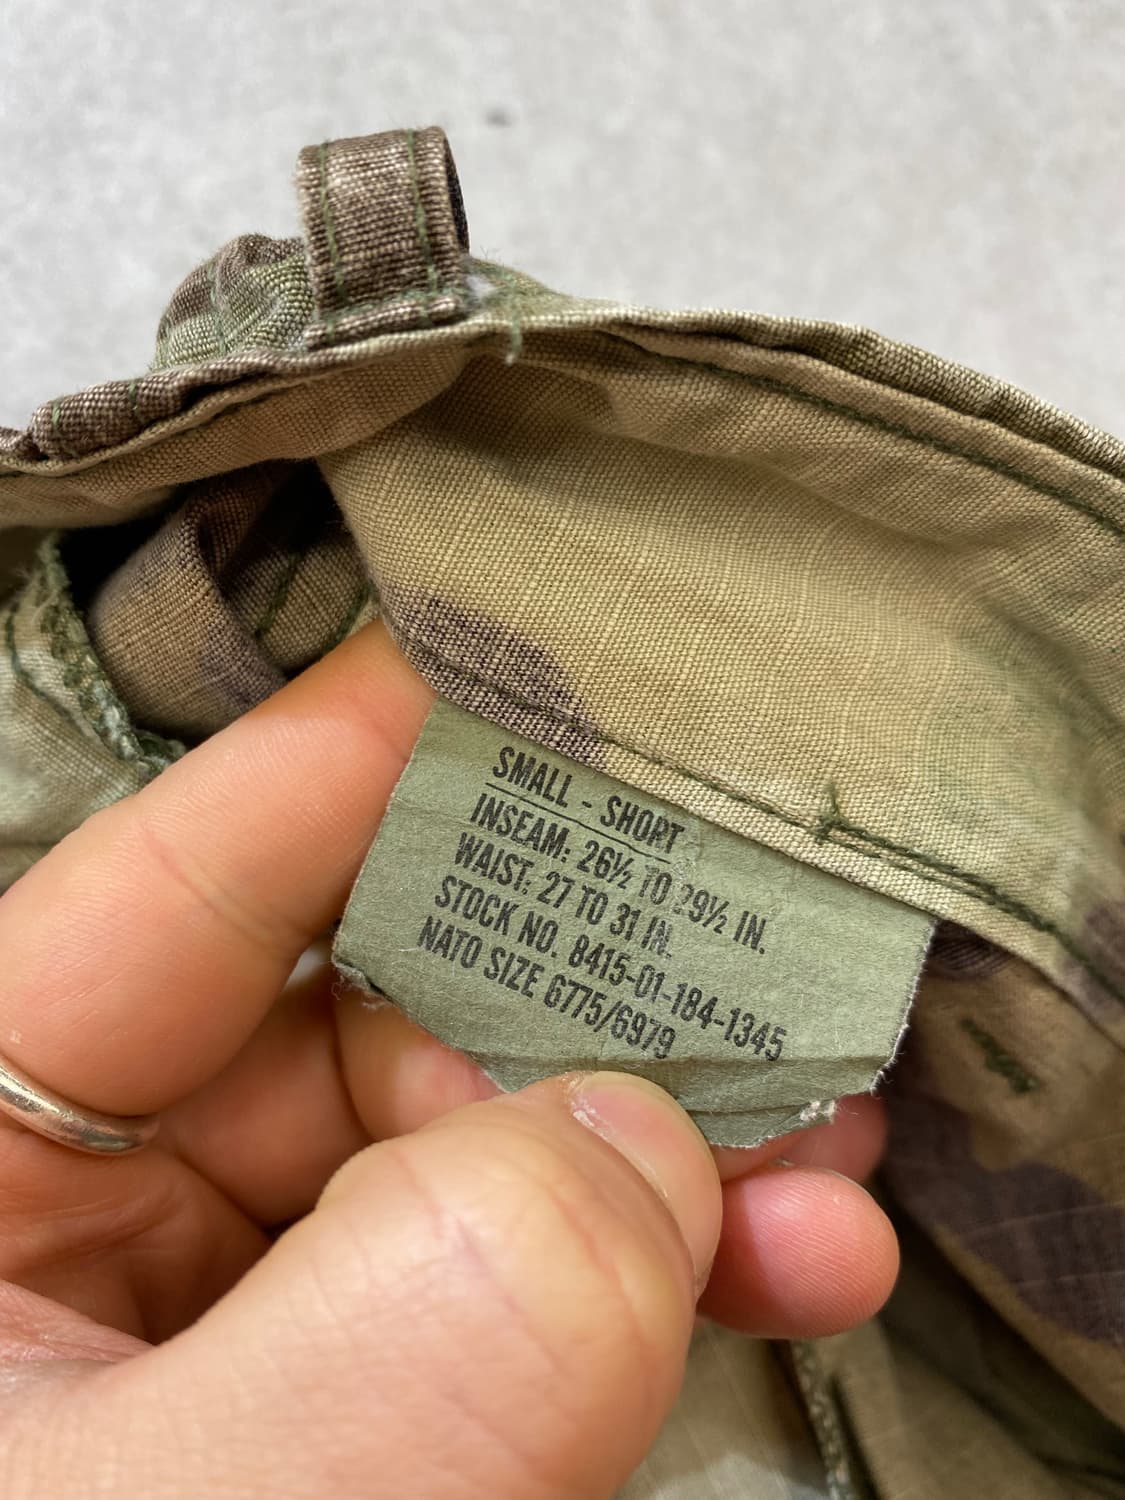 SMALL - SHORT
INSEAM: 26½ TO 29½ IN.
WAIST: 27 TO 31 IN.
STOCK NO. 8415-01-184-1345
NATO SIZE 6775/6979